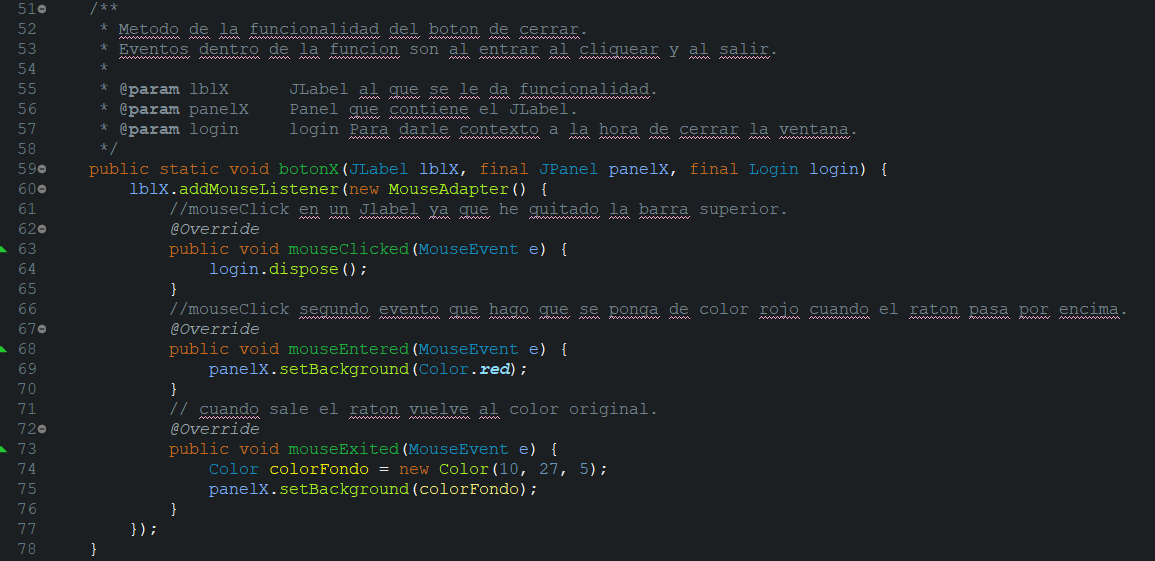 51 /**
52 * Metodo de la funcionalidad del boton de cerrar.
53 * Eventos dentro de la funcion son al entrar al cliquear y al salir.
54 *
55 * @param lblX      JLabel al que se le da funcionalidad.
56 * @param panelX    Panel que contiene el JLabel.
57 * @param login     login Para darle contexto a la hora de cerrar la ventana.
58 */
59 public static void botonX(JLabel lblX, final JPanel panelX, final Login login) {
60     lblX.addMouseListener(new MouseAdapter() {
61         //mouseClick en un Jlabel ya que he quitado la barra superior.
62         @Override
63         public void mouseClicked(MouseEvent e) {
64             login.dispose();
65         }
66         //mouseClick segundo evento que hago que se ponga de color rojo cuando el raton pasa por encima.
67         @Override
68         public void mouseEntered(MouseEvent e) {
69             panelX.setBackground(Color.red);
70         }
71         // cuando sale el raton vuelve al color original.
72         @Override
73         public void mouseExited(MouseEvent e) {
74             Color colorFondo = new Color(10, 27, 5);
75             panelX.setBackground(colorFondo);
76         }
77     });
78 }